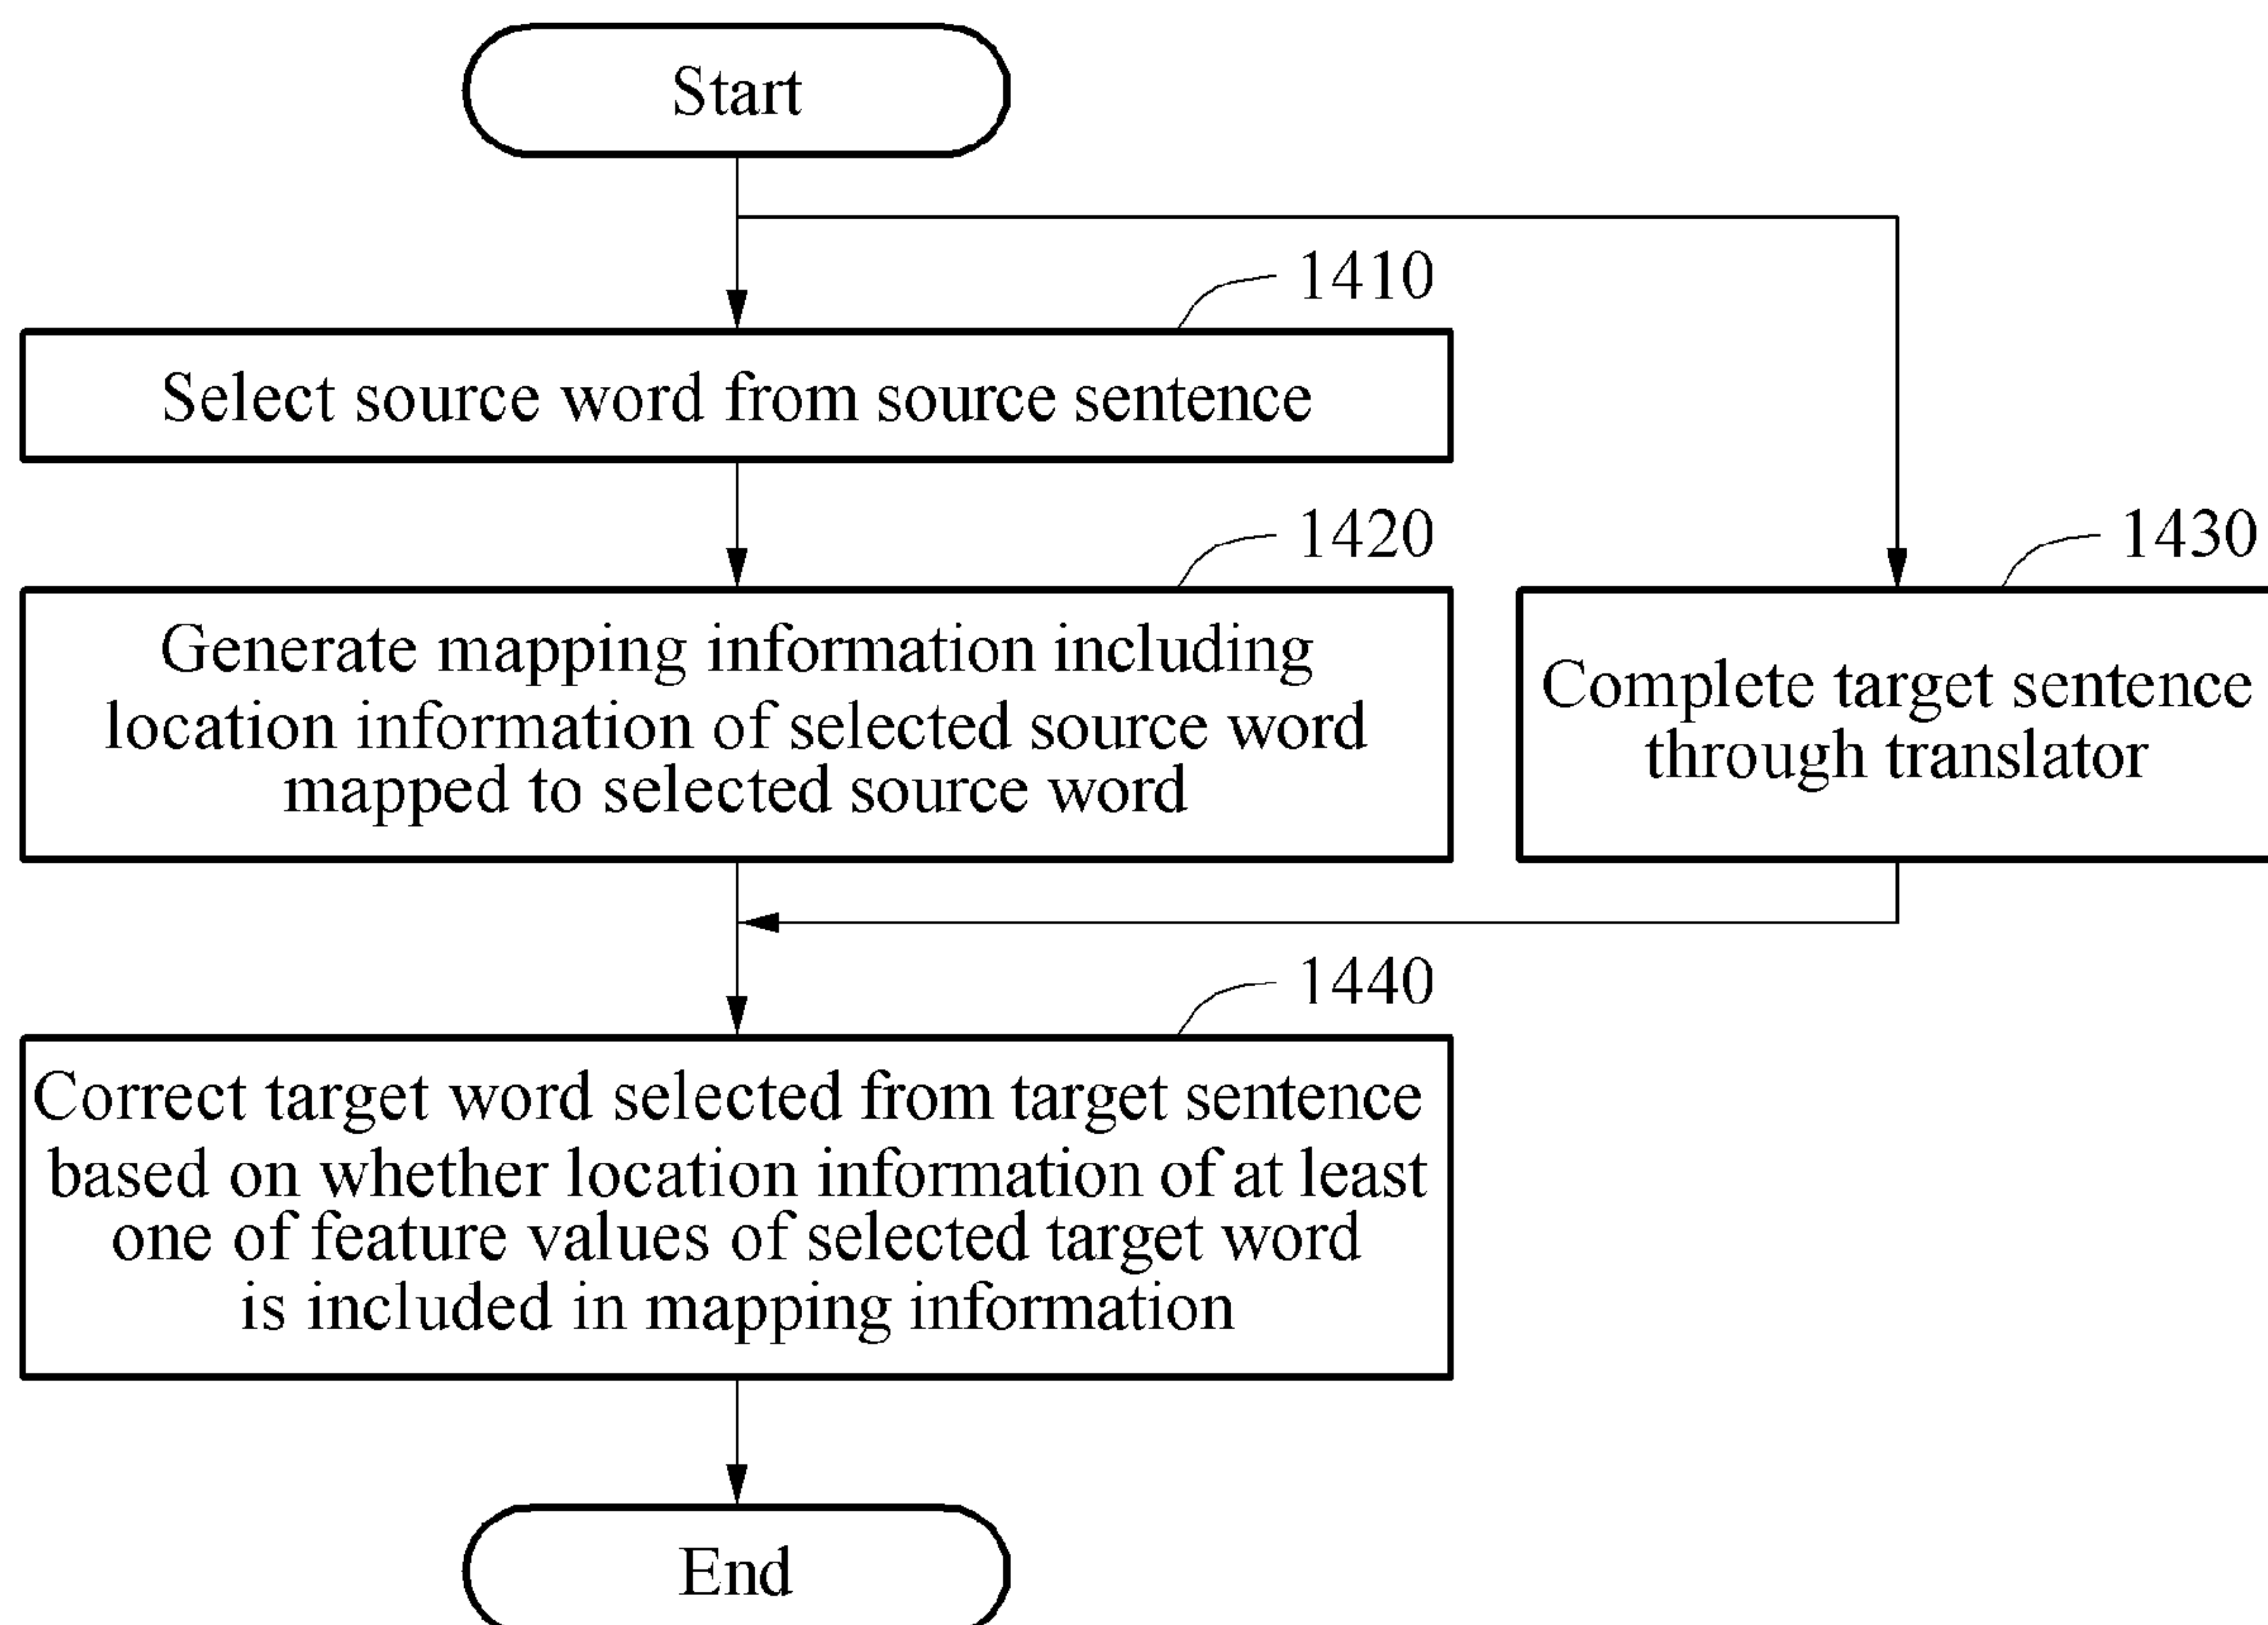 Start
1410
Select source word from source sentence
1420
Generate mapping information including
location information of selected source word
mapped to selected source word
1430
Complete target sentence
through translator
1440
Correct target word selected from target sentence
based on whether location information of at least
one of feature values of selected target word
is included in mapping information
End